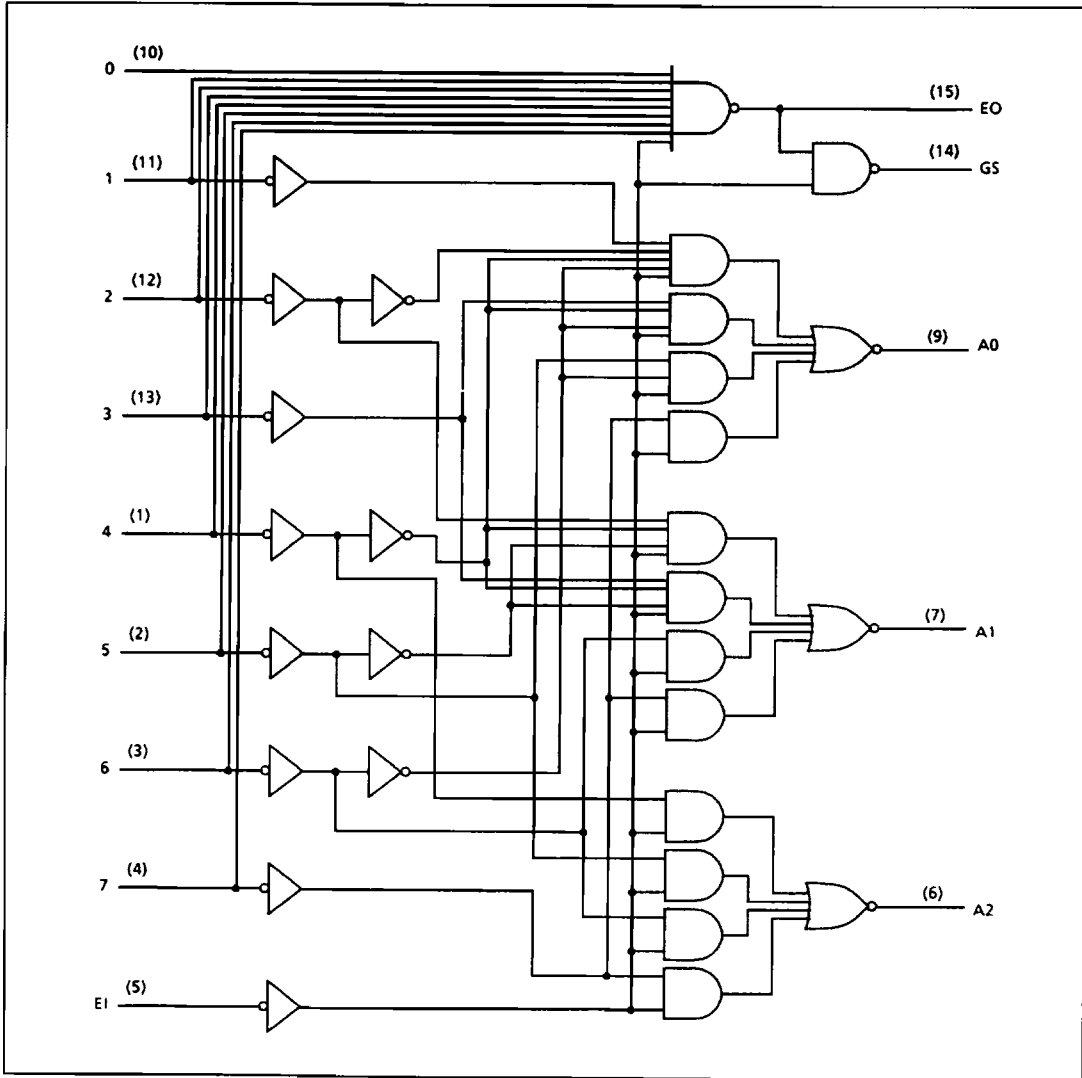 0 (10)
(15) EO
(14) GS
1 (11)
2 (12)
(9) A0
3 (13)
4 (1)
(7) A1
5 (2)
6 (3)
7 (4)
(6) A2
EI (5)